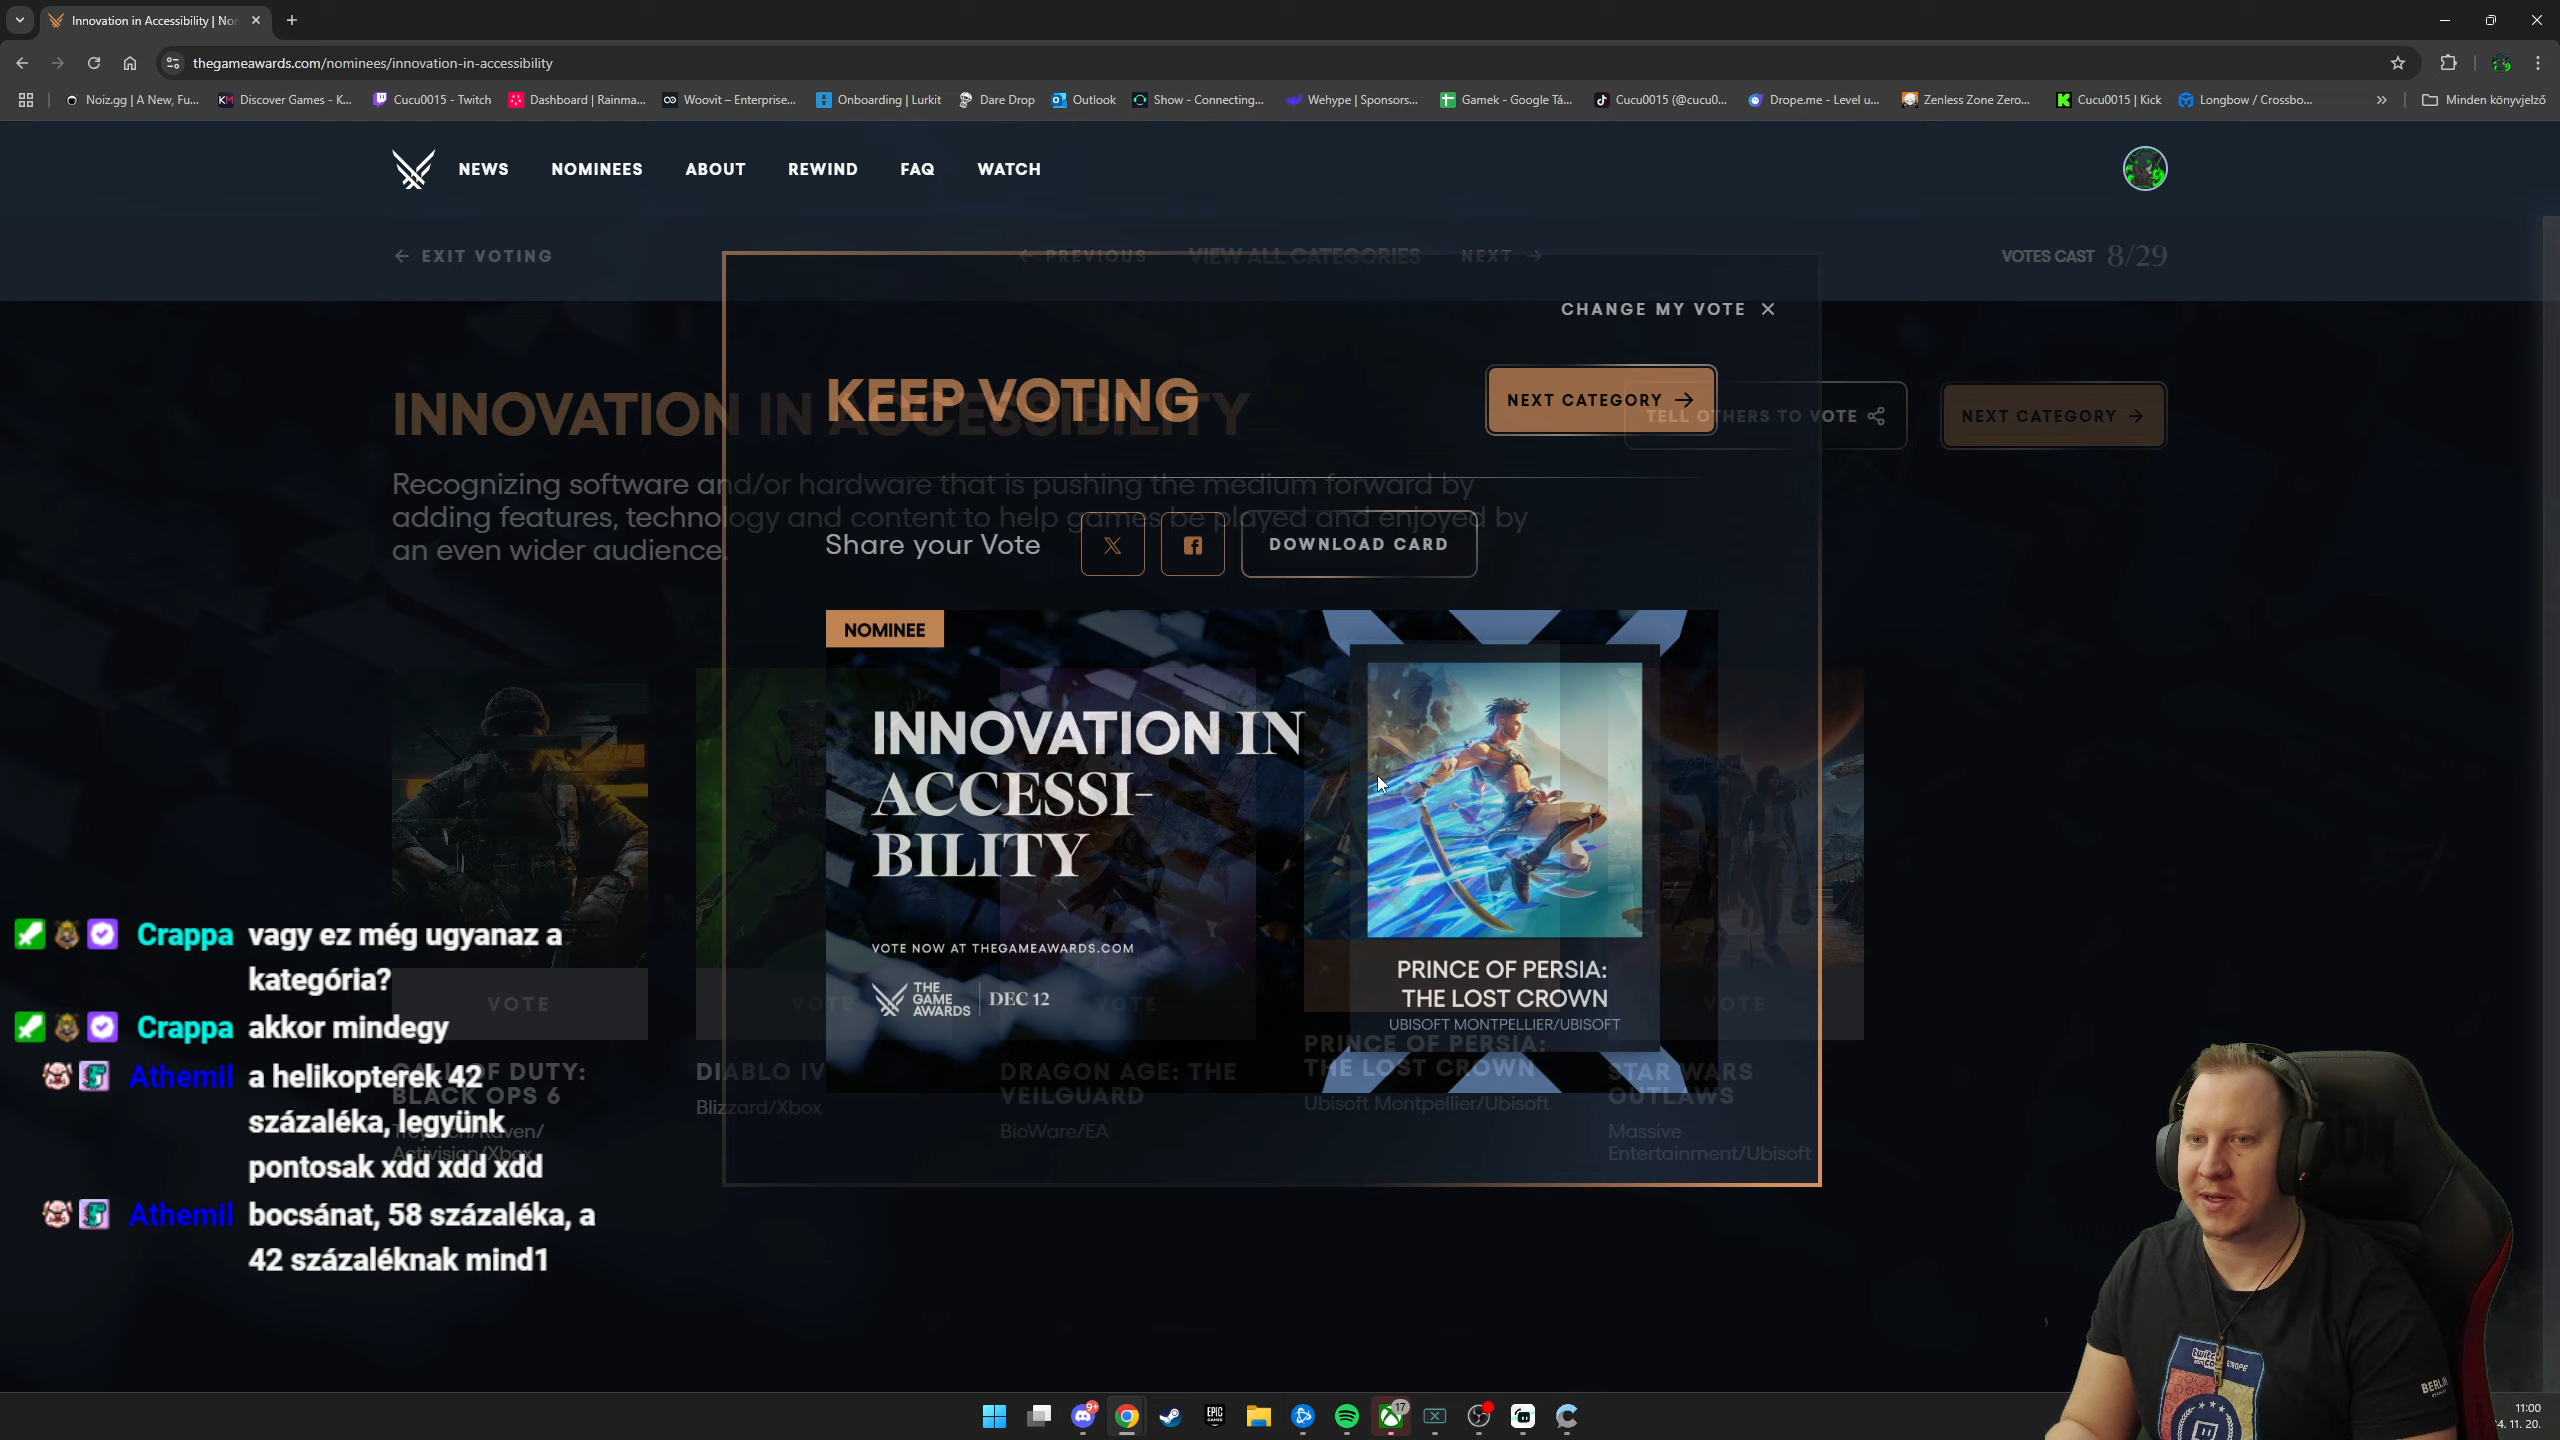 Innovation in Accessibility | Nor
thegameawards.com/nominees/innovation-in-accessibility
Noiz.gg | A New, Fu...
Discover Games - K...
Cucu0015 - Twitch
Dashboard | Rainma...
Woovit – Enterprise...
Onboarding | Lurkit
Dare Drop
Outlook
Show - Connecting...
Wehype | Sponsors...
Gamek - Google Tá...
Cucu0015 (@cucu0...
Drope.me - Level u...
Zenless Zone Zero...
Cucu0015 | Kick
Longbow / Crossbo...
Minden könyvjelző
NEWS
NOMINEES
ABOUT
REWIND
FAQ
WATCH
EXIT VOTING
PREVIOUS
VIEW ALL CATEGORIES
NEXT
VOTES CAST 8/29
CHANGE MY VOTE
KEEP VOTING
NEXT CATEGORY
INNOVATION IN ACCESSIBILITY
TELL OTHERS TO VOTE
NEXT CATEGORY
Recognizing software and/or hardware that is pushing the medium forward by
adding features, technology and content to help games be played and enjoyed by
an even wider audience.
Share your Vote
DOWNLOAD CARD
NOMINEE
INNOVATION IN
ACCESSI-
BILITY
VOTE NOW AT THEGAMEAWARDS.COM
THE
GAME
AWARDS
DEC 12
PRINCE OF PERSIA:
THE LOST CROWN
UBISOFT MONTPELLIER/UBISOFT
VOTE
VOTE
VOTE
VOTE
CALL OF DUTY:
BLACK OPS 6
DIABLO IV
Blizzard/Xbox
DRAGON AGE: THE
VEILGUARD
BioWare/EA
PRINCE OF PERSIA:
THE LOST CROWN
Ubisoft Montpellier/Ubisoft
STAR WARS
OUTLAWS
Massive
Entertainment/Ubisoft
Crappa vagy ez még ugyanaz a
kategória?
Crappa akkor mindegy
Athemil a helikopterek 42
százaléka, legyünk
pontosak xdd xdd xdd
Athemil bocsánat, 58 százaléka, a
42 százaléknak mind1
9+
EPIC
17
11:00
4. 11. 20.
twitch
EUROPE
BERLIN